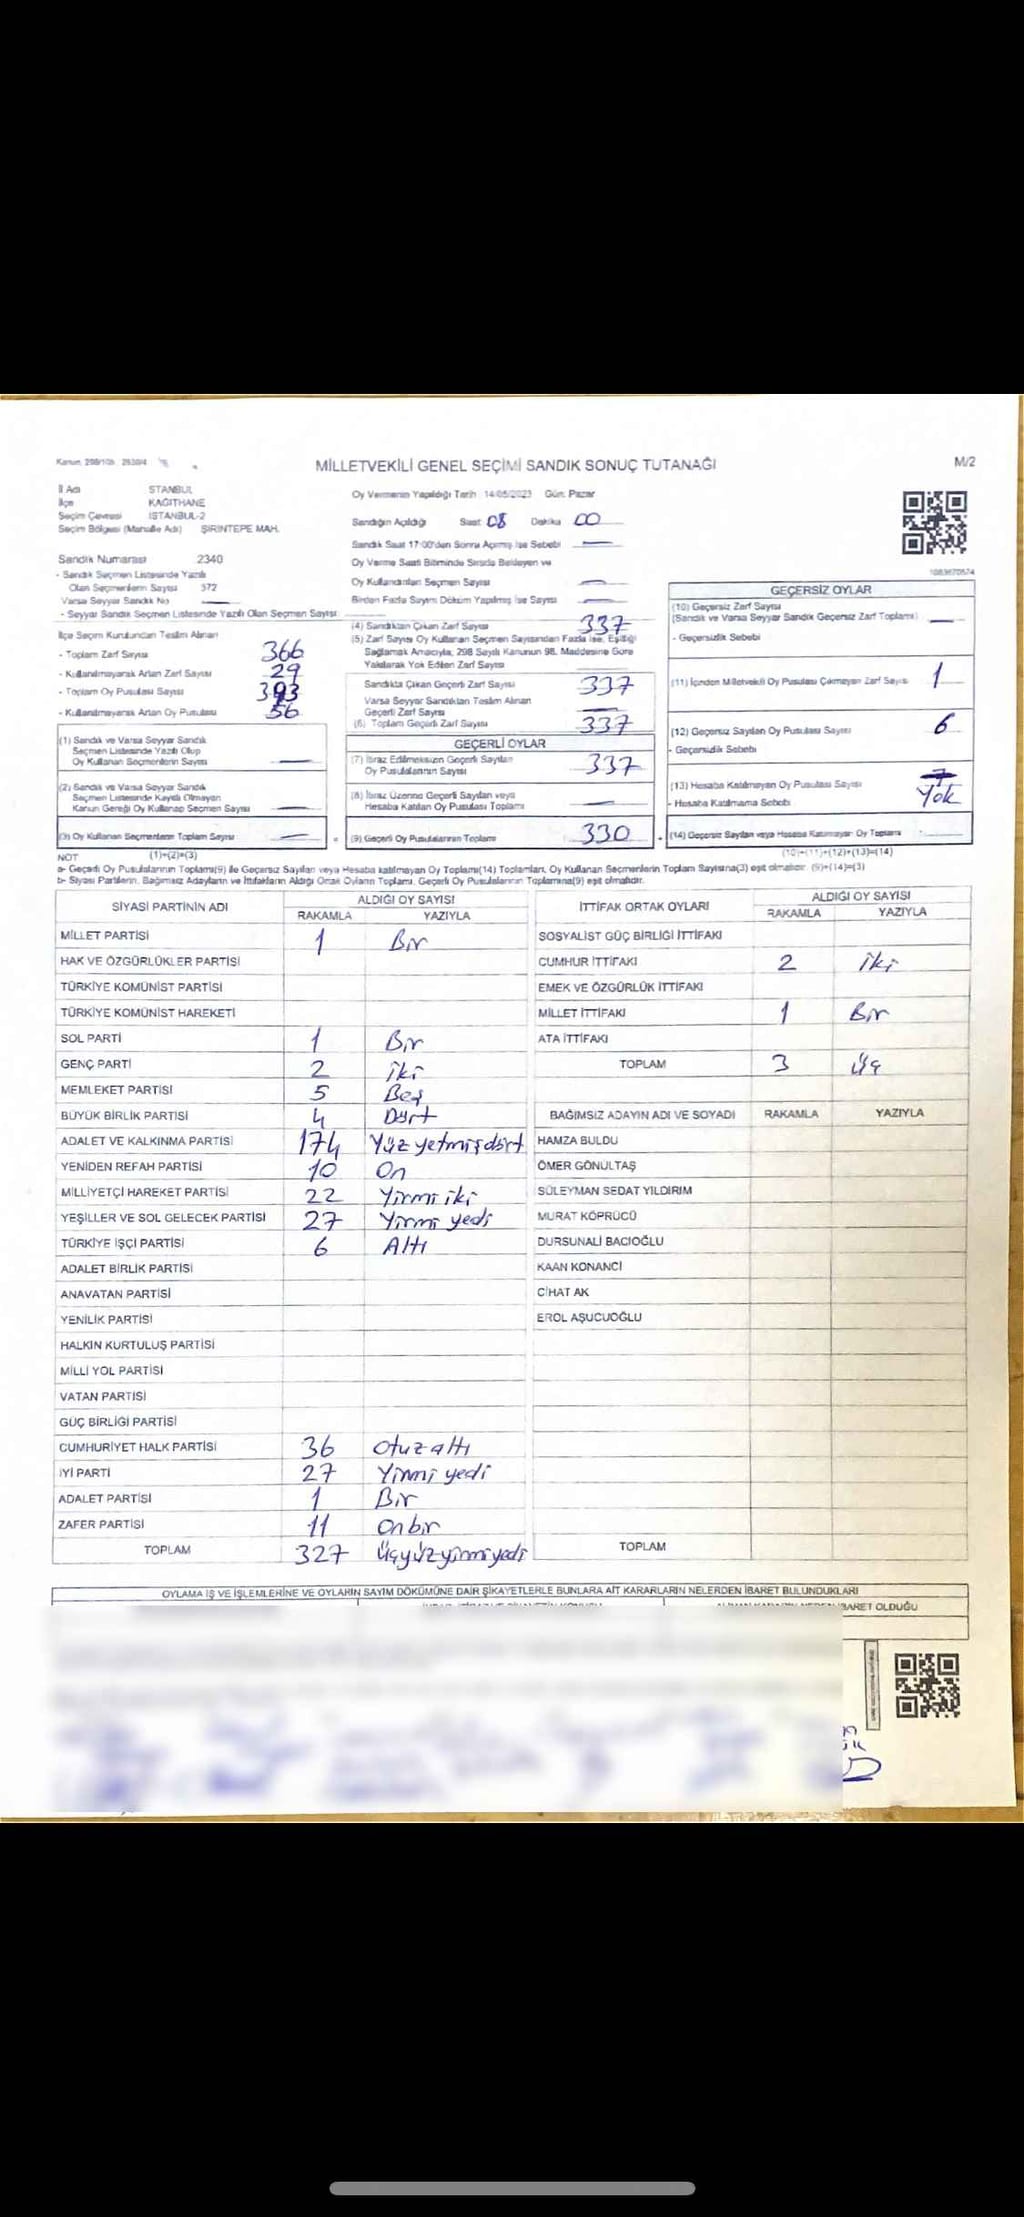 Kanun: 298/105 2839/4
MİLLETVEKİLİ GENEL SEÇİMİ SANDIK SONUÇ TUTANAĞI
M/2
İl Adı İSTANBUL
İlçe KAĞITHANE
Seçim Çevresi İSTANBUL-2
Seçim Bölgesi (Mahalle Adı) ŞİRİNTEPE MAH.
Sandık Numarası 2340
- Sandık Seçmen Listesinde Yazılı
Olan Seçmenlerin Sayısı 372
Varsa Seyyar Sandık No
- Seyyar Sandık Seçmen Listesinde Yazılı Olan Seçmen Sayısı
Oy Vermenin Yapıldığı Tarih 14/05/2023 Gün: Pazar
Sandığın Açıldığı Saat 08 Dakika 00
Sandık Saat 17:00'den Sonra Açılmış İse Sebebi
Oy Verme Saati Bitiminde Sırada Bekleyen ve
Oy Kullandırılan Seçmen Sayısı
Birden Fazla Sayım Döküm Yapılmış İse Sayısı
1083670574
İlçe Seçim Kurulundan Teslim Alınan
- Toplam Zarf Sayısı 366
- Kullanılmayarak Artan Zarf Sayısı 29
- Toplam Oy Pusulası Sayısı 393
- Kullanılmayarak Artan Oy Pusulası 56
(1) Sandık ve Varsa Seyyar Sandık
Seçmen Listesinde Yazılı Olup
Oy Kullanan Seçmenlerin Sayısı
(2) Sandık ve Varsa Seyyar Sandık
Seçmen Listesinde Kayıtlı Olmayan
Kanun Gereği Oy Kullanan Seçmen Sayısı
(3) Oy Kullanan Seçmenlerin Toplam Sayısı
(4) Sandıktan Çıkan Zarf Sayısı 337
(5) Zarf Sayısı Oy Kullanan Seçmen Sayısından Fazla İse, Eşitliği
Sağlamak Amacıyla, 298 Sayılı Kanunun 98. Maddesine Göre
Yakılarak Yok Edilen Zarf Sayısı
Sandıkta Çıkan Geçerli Zarf Sayısı 337
Varsa Seyyar Sandıktan Teslim Alınan
Geçerli Zarf Sayısı
(6) Toplam Geçerli Zarf Sayısı 337
GEÇERLİ OYLAR
(7) İtiraz Edilmeksizin Geçerli Sayılan
Oy Pusulalarının Sayısı 337
(8) İtiraz Üzerine Geçerli Sayılan veya
Hesaba Katılan Oy Pusulası Toplamı
(9) Geçerli Oy Pusulalarının Toplamı 330
GEÇERSİZ OYLAR
(10) Geçersiz Zarf Sayısı
(Sandık ve Varsa Seyyar Sandık Geçersiz Zarf Toplamı)
- Geçersizlik Sebebi
(11) İçinden Milletvekili Oy Pusulası Çıkmayan Zarf Sayısı 1
(12) Geçersiz Sayılan Oy Pusulası Sayısı 6
- Geçersizlik Sebebi
(13) Hesaba Katılmayan Oy Pusulası Sayısı 7 Yok
- Hesaba Katılmama Sebebi
(14) Geçersiz Sayılan veya Hesaba Katılmayan Oy Toplamı
NOT (1)+(2)=(3)
(10)+(11)+(12)+(13)=(14)
a- Geçerli Oy Pusulalarının Toplamı(9) ile Geçersiz Sayılan veya Hesaba katılmayan Oy Toplamı(14) Toplamları, Oy Kullanan Seçmenlerin Toplam Sayısına(3) eşit olmalıdır. (9)+(14)=(3)
b- Siyasi Partilerin, Bağımsız Adayların ve İttifakların Aldığı Ortak Oyların Toplamı, Geçerli Oy Pusulalarının Toplamına(9) eşit olmalıdır.
SİYASİ PARTİNİN ADI ALDIĞI OY SAYISI
RAKAMLA YAZIYLA
MİLLET PARTİSİ 1 Bir
HAK VE ÖZGÜRLÜKLER PARTİSİ
TÜRKİYE KOMÜNİST PARTİSİ
TÜRKİYE KOMÜNİST HAREKETİ
SOL PARTİ 1 Bir
GENÇ PARTİ 2 iki
MEMLEKET PARTİSİ 5 Beş
BÜYÜK BİRLİK PARTİSİ 4 Dört
ADALET VE KALKINMA PARTİSİ 174 Yüz yetmişdört
YENİDEN REFAH PARTİSİ 10 On
MİLLİYETÇİ HAREKET PARTİSİ 22 Yirmi iki
YEŞİLLER VE SOL GELECEK PARTİSİ 27 Yirmi yedi
TÜRKİYE İŞÇİ PARTİSİ 6 Altı
ADALET BİRLİK PARTİSİ
ANAVATAN PARTİSİ
YENİLİK PARTİSİ
HALKIN KURTULUŞ PARTİSİ
MİLLİ YOL PARTİSİ
VATAN PARTİSİ
GÜÇ BİRLİĞİ PARTİSİ
CUMHURİYET HALK PARTİSİ 36 otuzaltı
İYİ PARTİ 27 Yirmi yedi
ADALET PARTİSİ 1 Bir
ZAFER PARTİSİ 11 Onbir
TOPLAM 327 Üçyüzyirmiyedi
İTTİFAK ORTAK OYLARI ALDIĞI OY SAYISI
RAKAMLA YAZIYLA
SOSYALİST GÜÇ BİRLİĞİ İTTİFAKI
CUMHUR İTTİFAKI 2 iki
EMEK VE ÖZGÜRLÜK İTTİFAKI
MİLLET İTTİFAKI 1 Bir
ATA İTTİFAKI
TOPLAM 3 Üç
BAĞIMSIZ ADAYIN ADI VE SOYADI RAKAMLA YAZIYLA
HAMZA BULDU
ÖMER GÖNÜLTAŞ
SÜLEYMAN SEDAT YILDIRIM
MURAT KÖPRÜCÜ
DURSUNALİ BACIOĞLU
KAAN KONANCİ
CİHAT AK
EROL AŞUCUOĞLU
TOPLAM
OYLAMA İŞ VE İŞLEMLERİNE VE OYLARIN SAYIM DÖKÜMÜNE DAİR ŞİKAYETLERLE BUNLARA AİT KARARLARIN NELERDEN İBARET BULUNDUKLARI
İBARET OLDUĞU